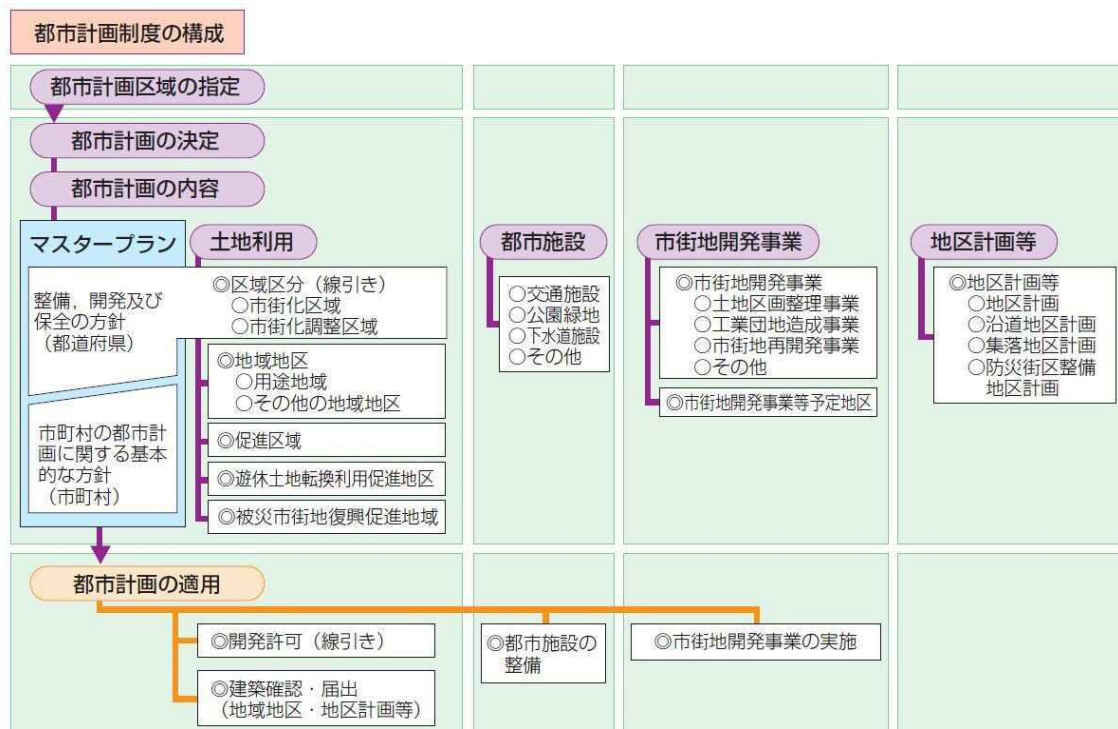 都市計画制度の構成
都市計画区域の指定
都市計画の決定
都市計画の内容
マスタープラン
整備，開発及び
保全の方針
（都道府県）
市町村の都市計
画に関する基本
的な方針
（市町村）
土地利用
◎区域区分（線引き）
○市街化区域
○市街化調整区域
◎地域地区
○用途地域
○その他の地域地区
◎促進区域
◎遊休土地転換利用促進地区
◎被災市街地復興促進地域
都市施設
○交通施設
○公園緑地
○下水道施設
○その他
市街地開発事業
◎市街地開発事業
○土地区画整理事業
○工業団地造成事業
○市街地再開発事業
○その他
◎市街地開発事業等予定地区
地区計画等
◎地区計画等
○地区計画
○沿道地区計画
○集落地区計画
○防災街区整備
地区計画
都市計画の適用
◎開発許可（線引き）
◎建築確認・届出
（地域地区・地区計画等）
◎都市施設の
整備
◎市街地開発事業の実施